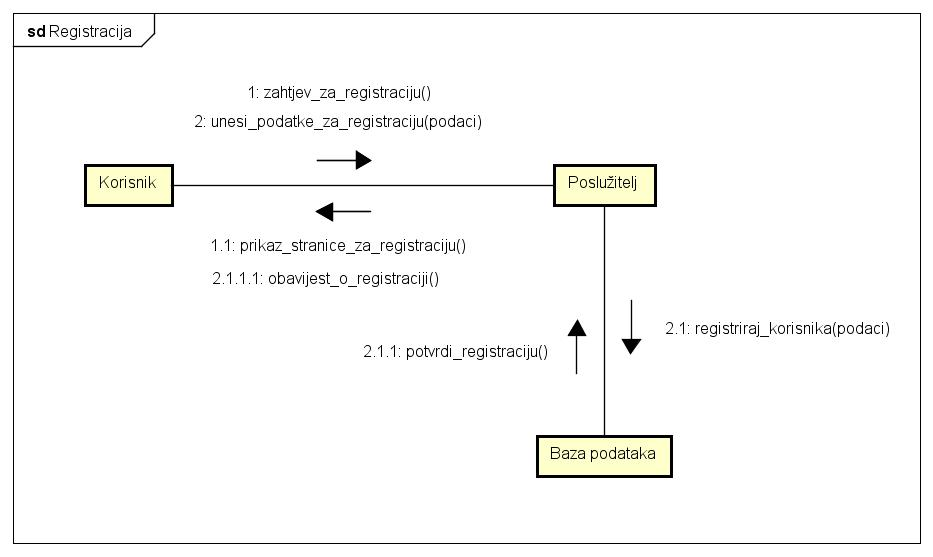 sd Registracija
1: zahtjev_za_registraciju()
2: unesi_podatke_za_registraciju(podaci)
Korisnik
Poslužitelj
1.1: prikaz_stranice_za_registraciju()
2.1.1.1: obavijest_o_registraciji()
2.1: registriraj_korisnika(podaci)
2.1.1: potvrdi_registraciju()
Baza podataka